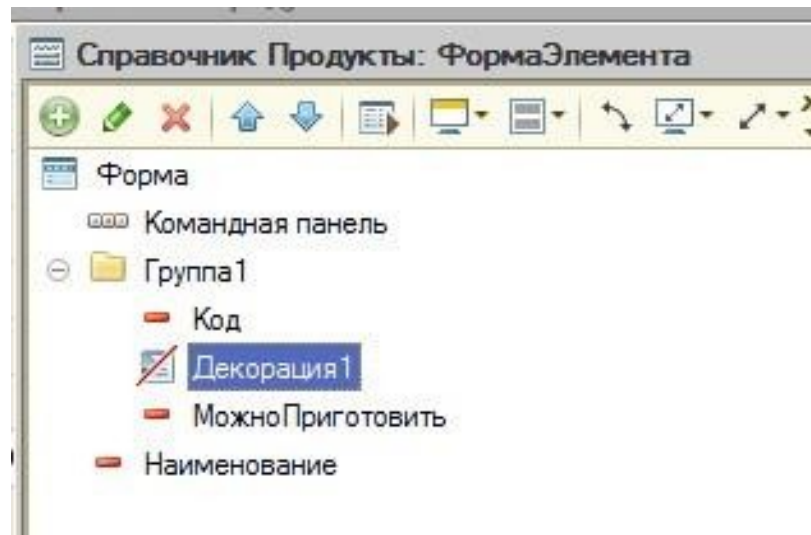 Справочник Продукты: ФормаЭлемента
Форма
Командная панель
Группа1
Код
Декорация1
МожноПриготовить
Наименование